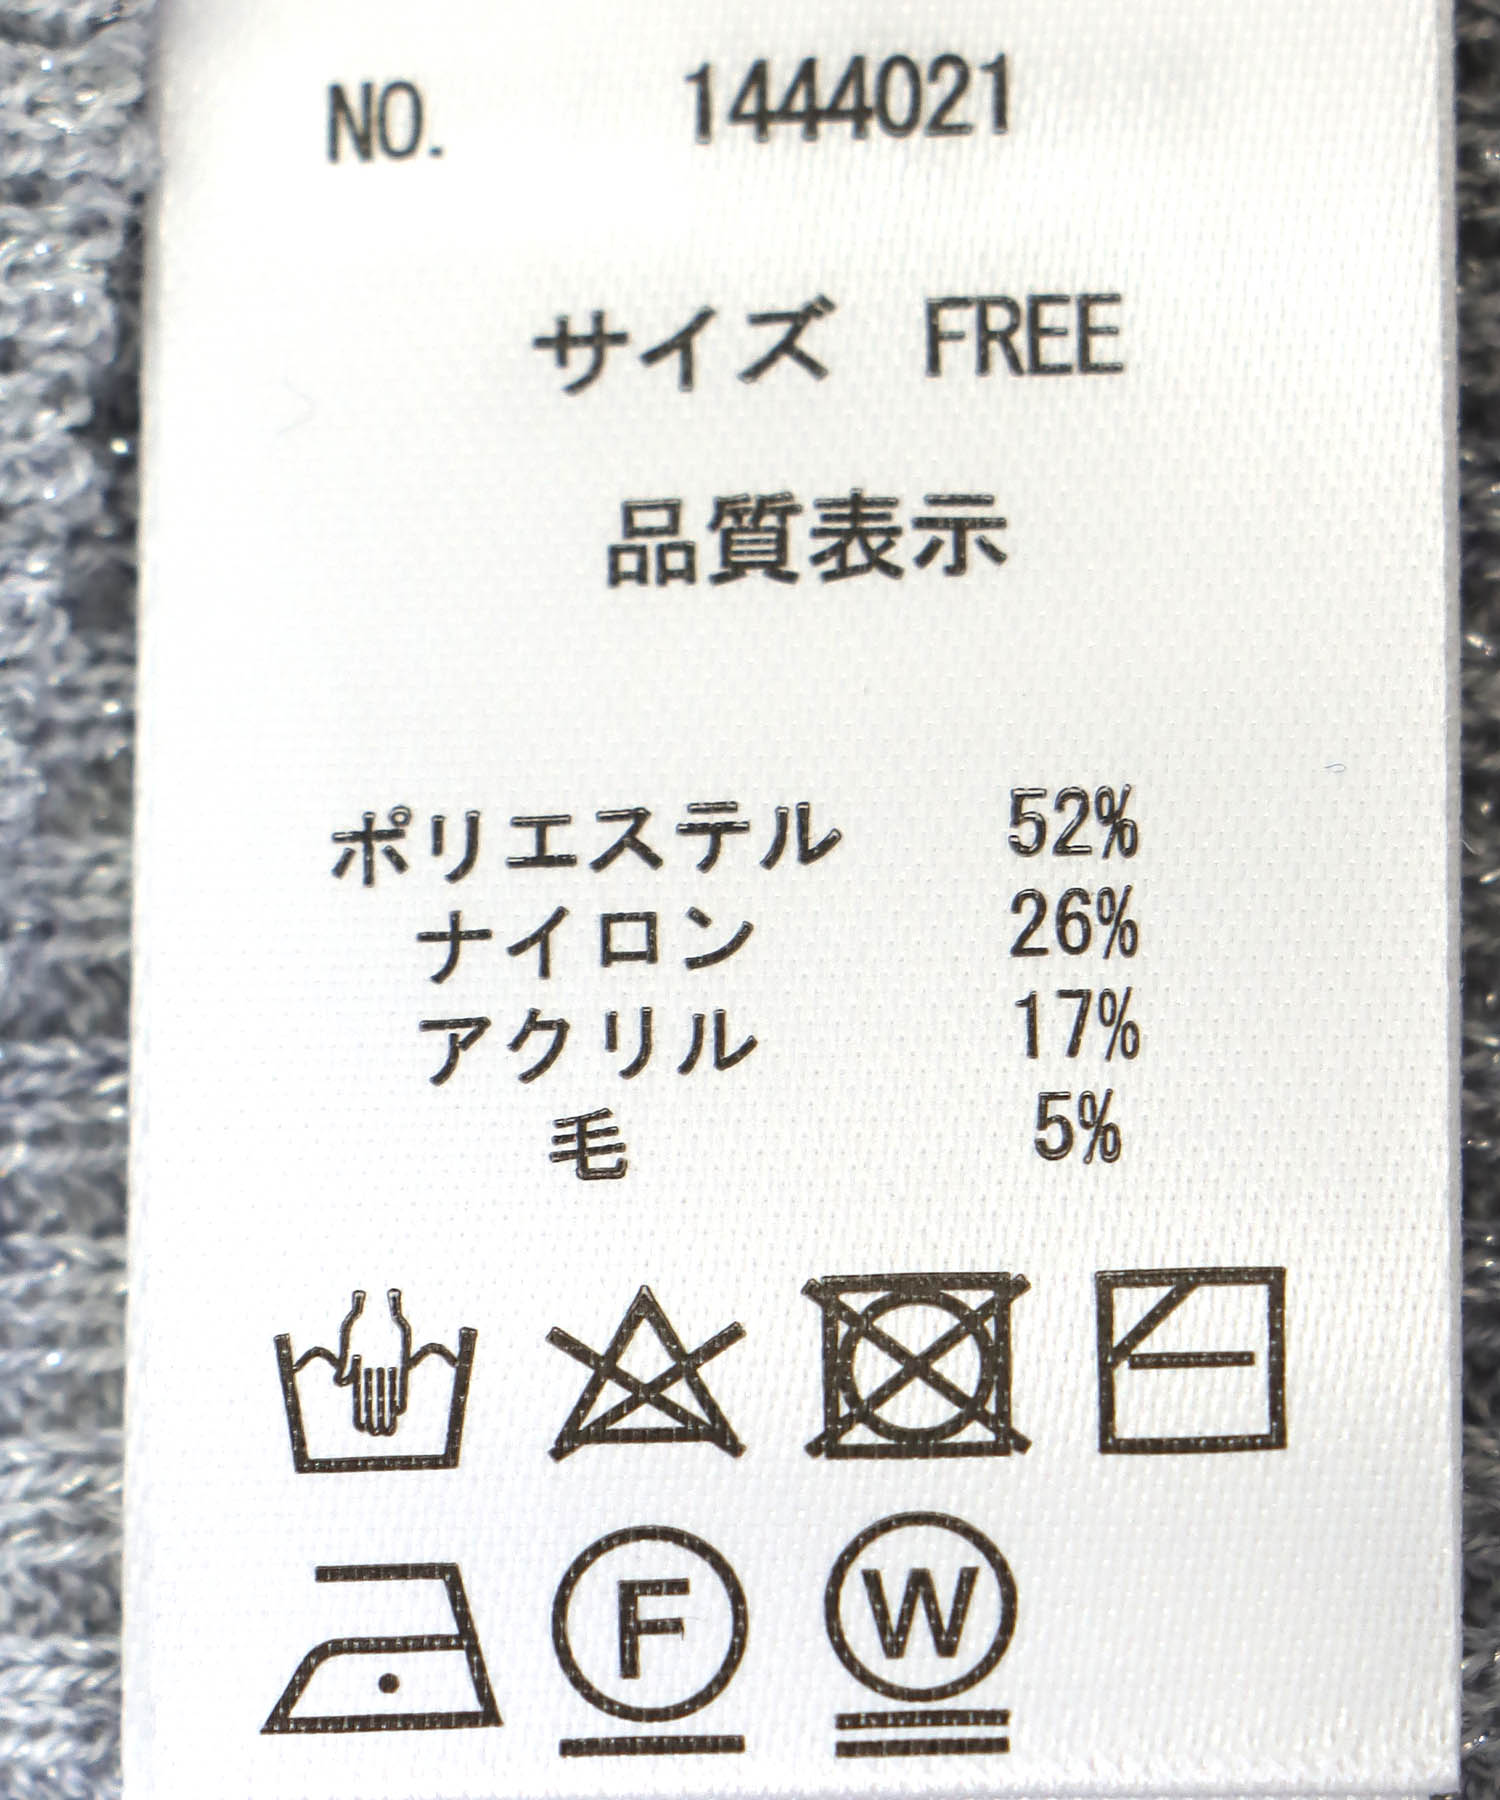 NO. 1444021
サイズ FREE
品質表示
ポリエステル 52%
ナイロン 26%
アクリル 17%
毛 5%
F W